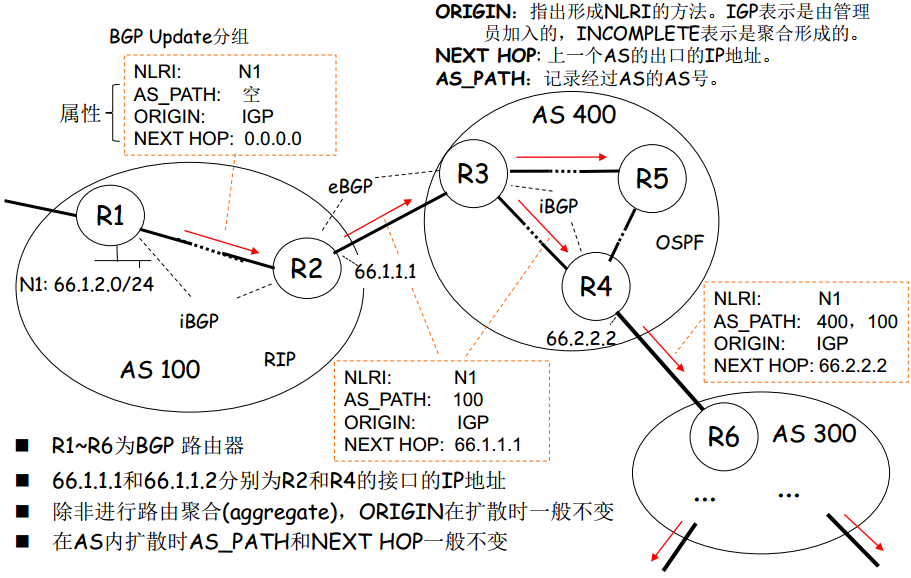 ORIGIN：指出形成NLRI的方法。IGP表示是由管理
员加入的，INCOMPLETE表示是聚合形成的。
NEXT HOP: 上一个AS的出口的IP地址。
AS_PATH：记录经过AS的AS号。
BGP Update分组
属性
NLRI: N1
AS_PATH: 空
ORIGIN: IGP
NEXT HOP: 0.0.0.0
AS 400
R3
R5
eBGP
iBGP
OSPF
R4
66.2.2.2
R1
R2
66.1.1.1
N1: 66.1.2.0/24
iBGP
RIP
AS 100
NLRI: N1
AS_PATH: 400，100
ORIGIN: IGP
NEXT HOP: 66.2.2.2
NLRI: N1
AS_PATH: 100
ORIGIN: IGP
NEXT HOP: 66.1.1.1
R6
AS 300
... ...
■ R1~R6为BGP 路由器
■ 66.1.1.1和66.1.1.2分别为R2和R4的接口的IP地址
■ 除非进行路由聚合(aggregate)，ORIGIN在扩散时一般不变
■ 在AS内扩散时AS_PATH和NEXT HOP一般不变